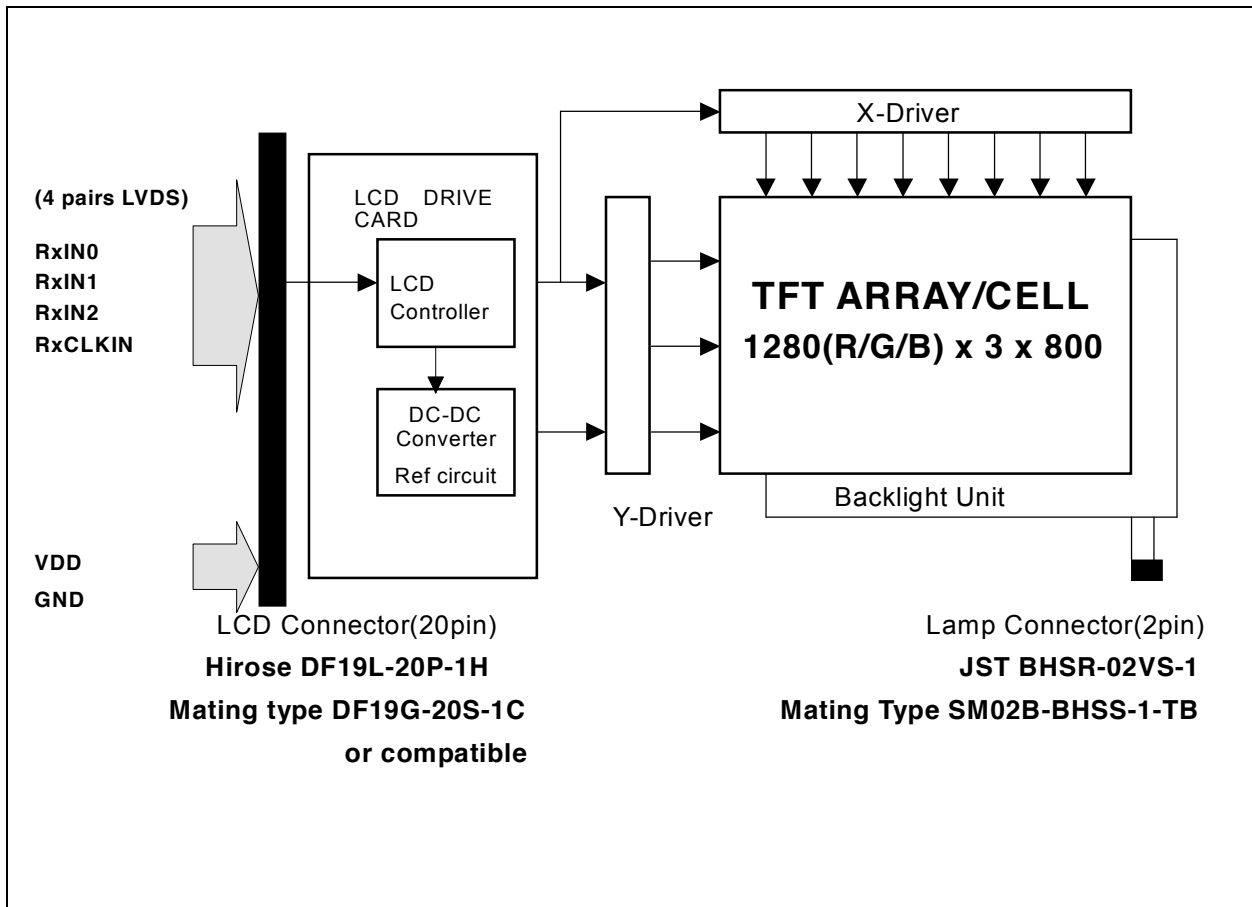 X-Driver
(4 pairs LVDS)
RxIN0
RxIN1
RxIN2
RxCLKIN
LCD DRIVE
CARD
LCD
Controller
DC-DC
Converter
Ref circuit
TFT ARRAY/CELL
1280(R/G/B) x 3 x 800
Backlight Unit
Y-Driver
VDD
GND
LCD Connector(20pin)
Hirose DF19L-20P-1H
Mating type DF19G-20S-1C
or compatible
Lamp Connector(2pin)
JST BHSR-02VS-1
Mating Type SM02B-BHSS-1-TB